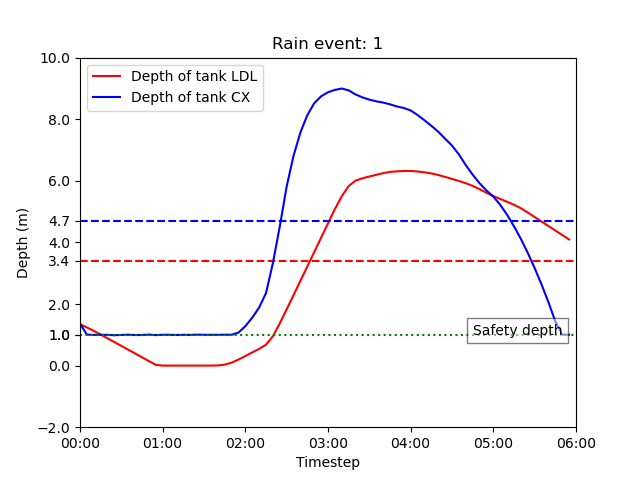 Rain event: 1
Depth of tank LDL
Depth of tank CX
Depth (m)
10.0
8.0
6.0
4.7
4.0
3.4
2.0
1.0
0.0
−2.0
Safety depth
00:00 01:00 02:00 03:00 04:00 05:00 06:00
Timestep